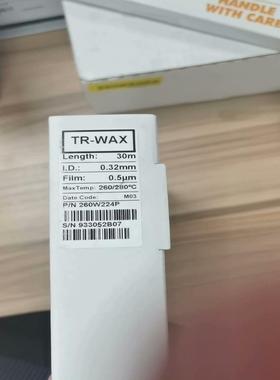 HANDLE
WITH CARE
TR-WAX
Length: 30m
I.D.: 0.32mm
Film: 0.5μm
MaxTemp: 260/280ºC
Date Code: M03
P/N 260W224P
S/N 933052B07